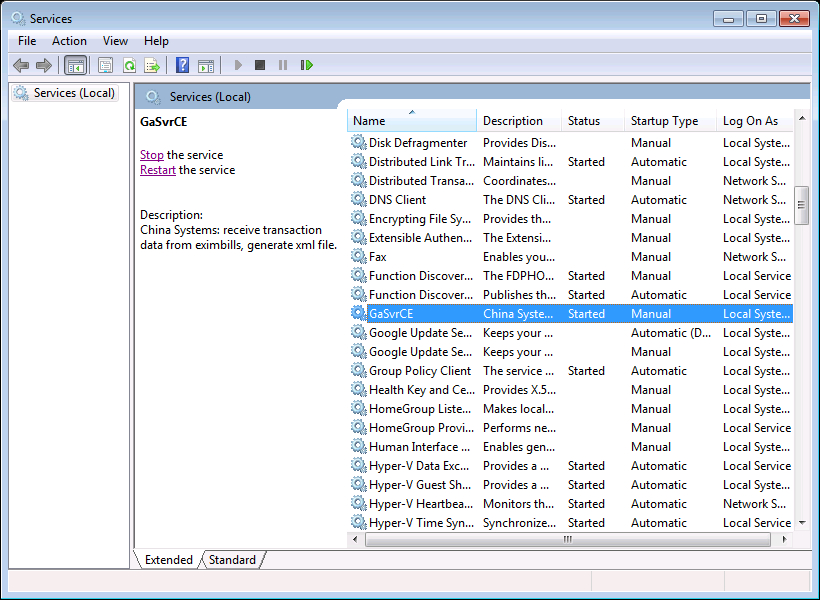 Services
File Action View Help
Services (Local)
Services (Local)
GaSvrCE
Stop the service
Restart the service
Description:
China Systems: receive transaction
data from eximbills, generate xml file.
Name Description Status Startup Type Log On As
Disk Defragmenter Provides Dis... Manual Local Syste...
Distributed Link Tr... Maintains li... Started Automatic Local Syste...
Distributed Transa... Coordinates... Manual Network S...
DNS Client The DNS Cli... Started Automatic Network S...
Encrypting File Sy... Provides th... Manual Local Syste...
Extensible Authen... The Extensi... Manual Local Syste...
Fax Enables you... Manual Network S...
Function Discover... The FDPHO... Started Manual Local Service
Function Discover... Publishes th... Started Automatic Local Service
GaSvrCE China Syste... Started Manual Local Syste...
Google Update Se... Keeps your ... Automatic (D... Local Syste...
Google Update Se... Keeps your ... Manual Local Syste...
Group Policy Client The service ... Started Automatic Local Syste...
Health Key and Ce... Provides X.5... Manual Local Syste...
HomeGroup Liste... Makes local... Manual Local Syste...
HomeGroup Provi... Performs ne... Manual Local Service
Human Interface ... Enables gen... Manual Local Syste...
Hyper-V Data Exc... Provides a ... Started Automatic Local Service
Hyper-V Guest Sh... Provides a ... Started Automatic Local Syste...
Hyper-V Heartbea... Monitors th... Started Automatic Network S...
Hyper-V Time Syn... Synchronize... Started Automatic Local Service
Extended Standard